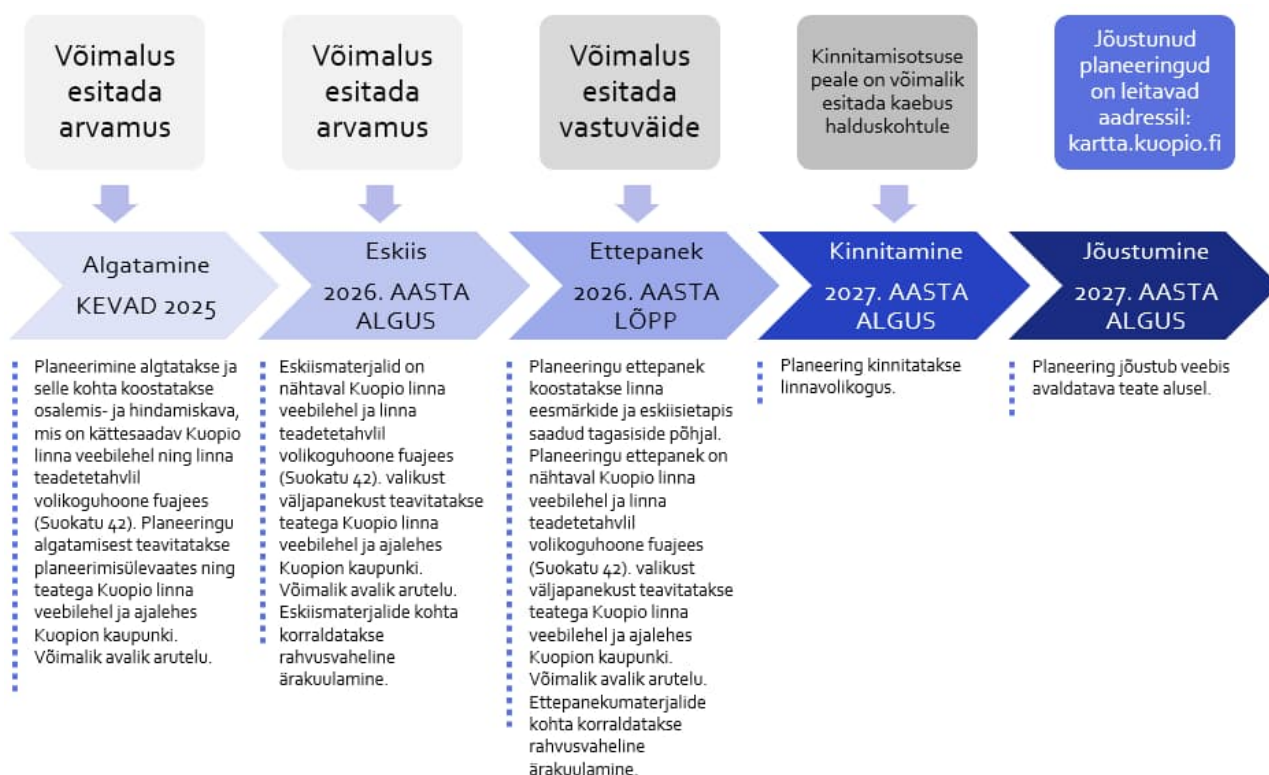 Võimalus
esitada
arvamus
Võimalus
esitada
arvamus
Võimalus
esitada
vastuväide
Kinnitamisotsuse
peale on võimalik
esitada kaebus
halduskohtule
Jõustunud
planeeringud
on leitavad
aadressil:
kartta.kuopio.fi
Algatamine
KEVAD 2025
Eskiis
2026. AASTA
ALGUS
Ettepanek
2026. AASTA
LÕPP
Kinnitamine
2027. AASTA
ALGUS
Jõustumine
2027. AASTA
ALGUS
Planeerimine algtatakse ja
selle kohta koostatakse
osalemis- ja hindamiskava,
mis on kättesaadav Kuopio
linna veebilehel ning linna
teadetetahvlil
volikoguhoone fuajees
(Suokatu 42). Planeeringu
algatamisest teavitatakse
planeerimisülevaates ning
teatega Kuopio linna
veebilehel ja ajalehes
Kuopion kaupunki.
Võimalik avalik arutelu.
Eskiismaterjalid on
nähtaval Kuopio linna
veebilehel ja linna
teadetetahvlil
volikoguhoone fuajees
(Suokatu 42). valikust
väljapanekust teavitatakse
teatega Kuopio linna
veebilehel ja ajalehes
Kuopion kaupunki.
Võimalik avalik arutelu.
Eskiismaterjalide kohta
korraldatakse
rahvusvaheline
ärakuulamine.
Planeeringu ettepanek
koostatakse linna
eesmärkide ja eskiisietapis
saadud tagasiside põhjal.
Planeeringu ettepanek on
nähtaval Kuopio linna
veebilehel ja linna
teadetetahvlil
volikoguhoone fuajees
(Suokatu 42). valikust
väljapanekust teavitatakse
teatega Kuopio linna
veebilehel ja ajalehes
Kuopion kaupunki.
Võimalik avalik arutelu.
Ettepanekumaterjalide
kohta korraldatakse
rahvusvaheline
ärakuulamine.
Planeering kinnitatakse
linnavolikogus.
Planeering jõustub veebis
avaldatava teate alusel.